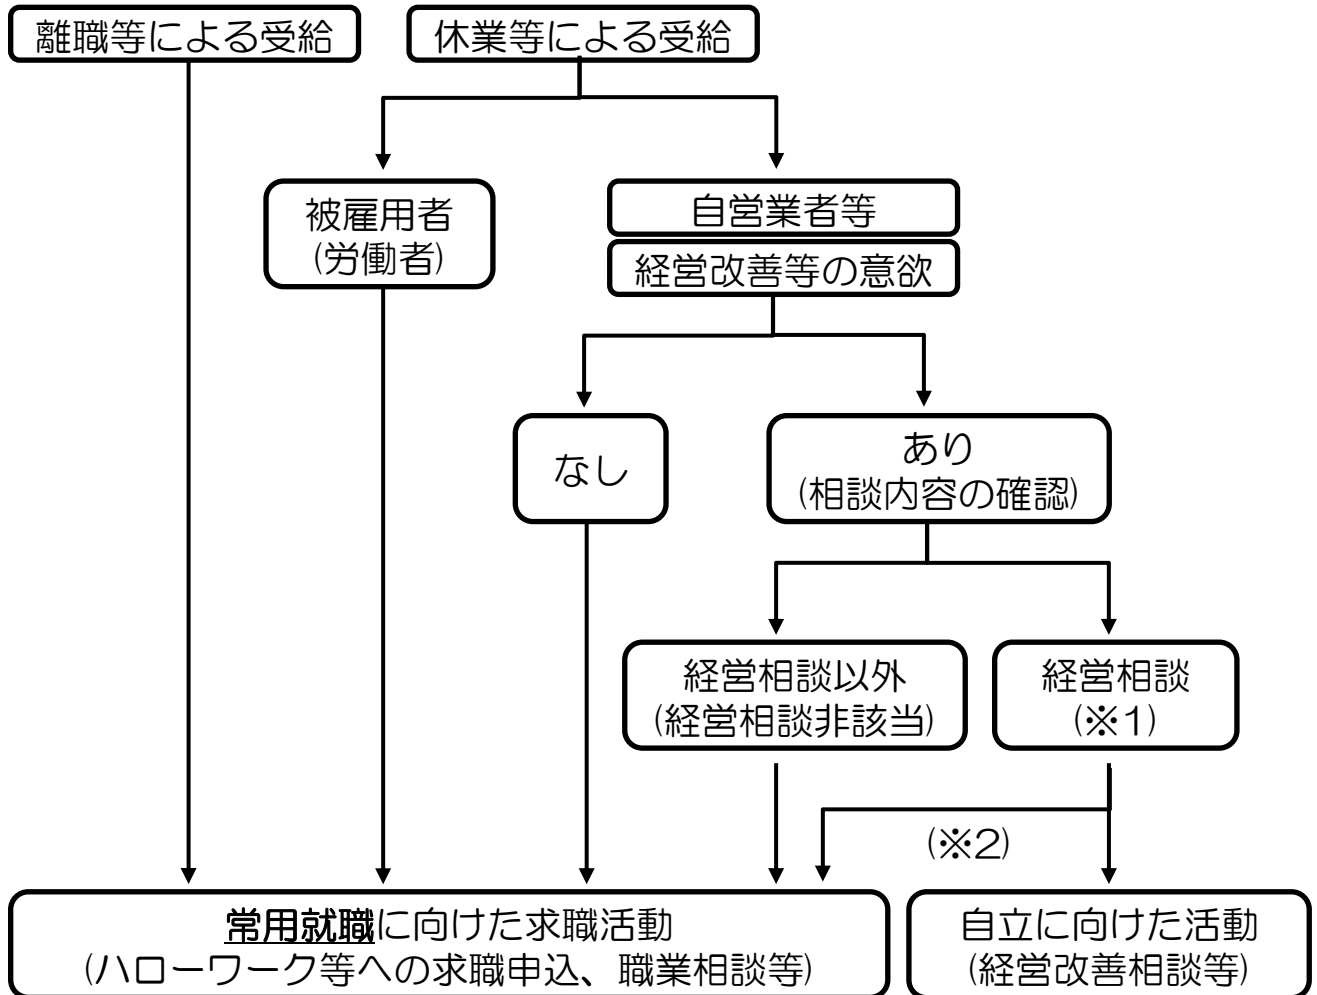 離職等による受給
休業等による受給
被雇用者
(労働者)
自営業者等
経営改善等の意欲
なし
あり
(相談内容の確認)
経営相談以外
(経営相談非該当)
経営相談
(※1)
(※2)
常用就職に向けた求職活動
(ハローワーク等への求職申込、職業相談等)
自立に向けた活動
(経営改善相談等)